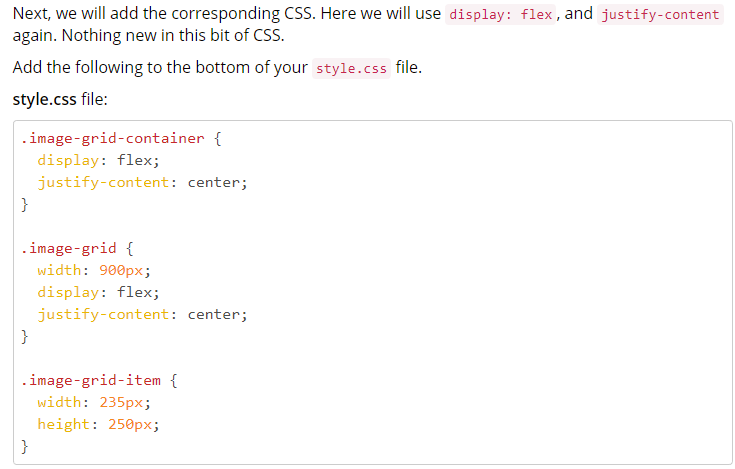 Next, we will add the corresponding CSS. Here we will use display: flex, and justify-content
again. Nothing new in this bit of CSS.
Add the following to the bottom of your style.css file.
style.css file:
.image-grid-container {
  display: flex;
  justify-content: center;
}

.image-grid {
  width: 900px;
  display: flex;
  justify-content: center;
}

.image-grid-item {
  width: 235px;
  height: 250px;
}